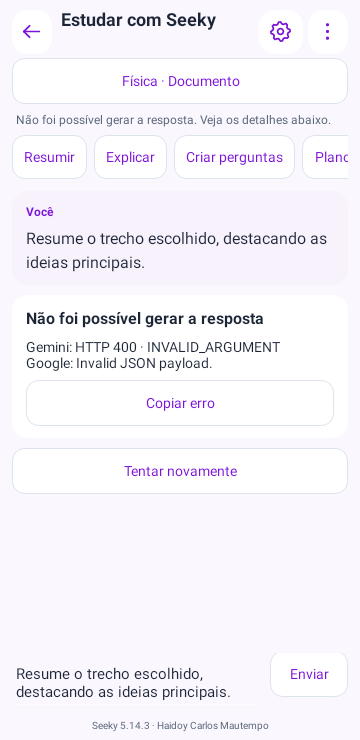 Estudar com Seeky
Física · Documento
Não foi possível gerar a resposta. Veja os detalhes abaixo.
Resumir
Explicar
Criar perguntas
Plano
Você
Resume o trecho escolhido, destacando as
ideias principais.
Não foi possível gerar a resposta
Gemini: HTTP 400 · INVALID_ARGUMENT
Google: Invalid JSON payload.
Copiar erro
Tentar novamente
Resume o trecho escolhido,
destacando as ideias principais.
Enviar
Seeky 5.14.3 · Haidoy Carlos Mautempo